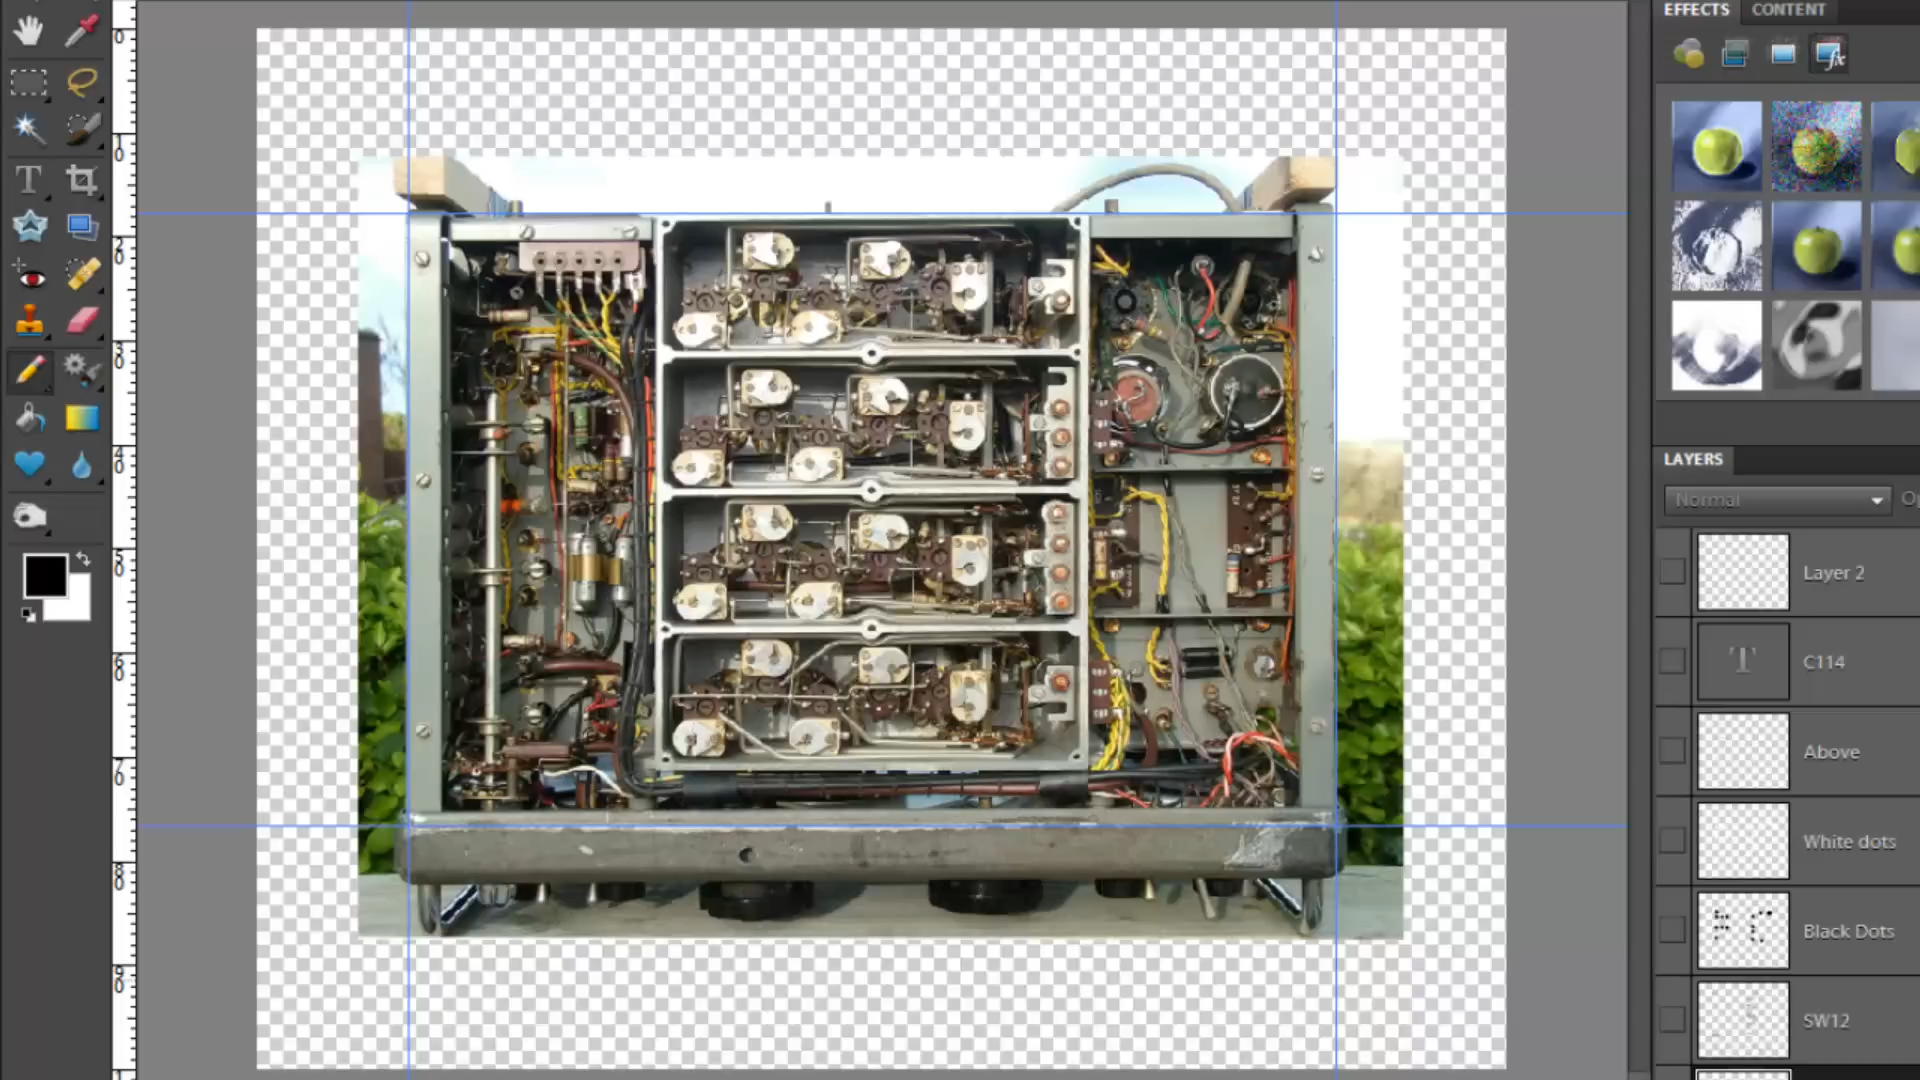 EFFECTS CONTENT
LAYERS
Normal
Layer 2
C114
Above
White dots
Black Dots
SW12